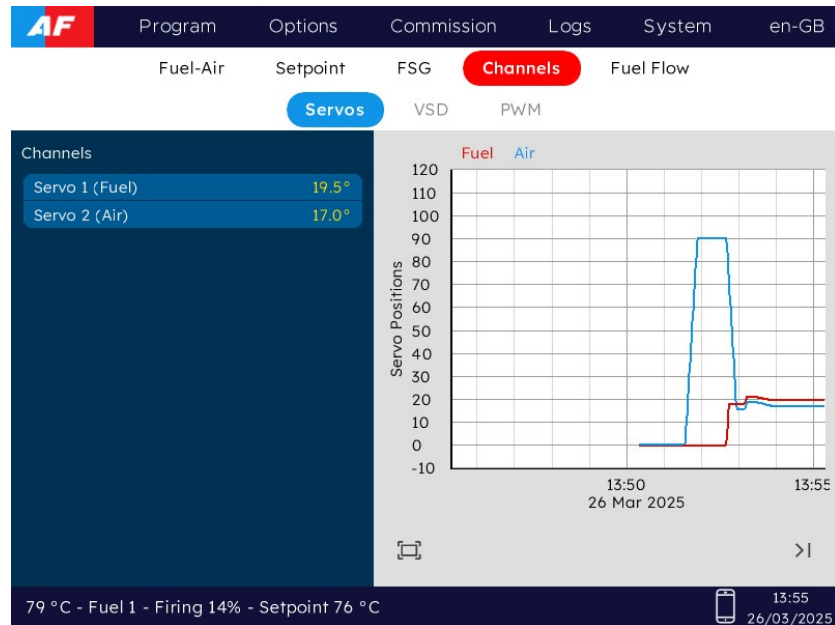 AF Program Options Commission Logs System en-GB
Fuel-Air Setpoint FSG Channels Fuel Flow
Servos VSD PWM
Channels
Servo 1 (Fuel) 19.5°
Servo 2 (Air) 17.0°
Fuel Air
120
110
100
90
80
70
60
50
40
30
20
10
0
-10
Servo Positions
13:50 13:55
26 Mar 2025
79 °C - Fuel 1 - Firing 14% - Setpoint 76 °C
13:55
26/03/2025